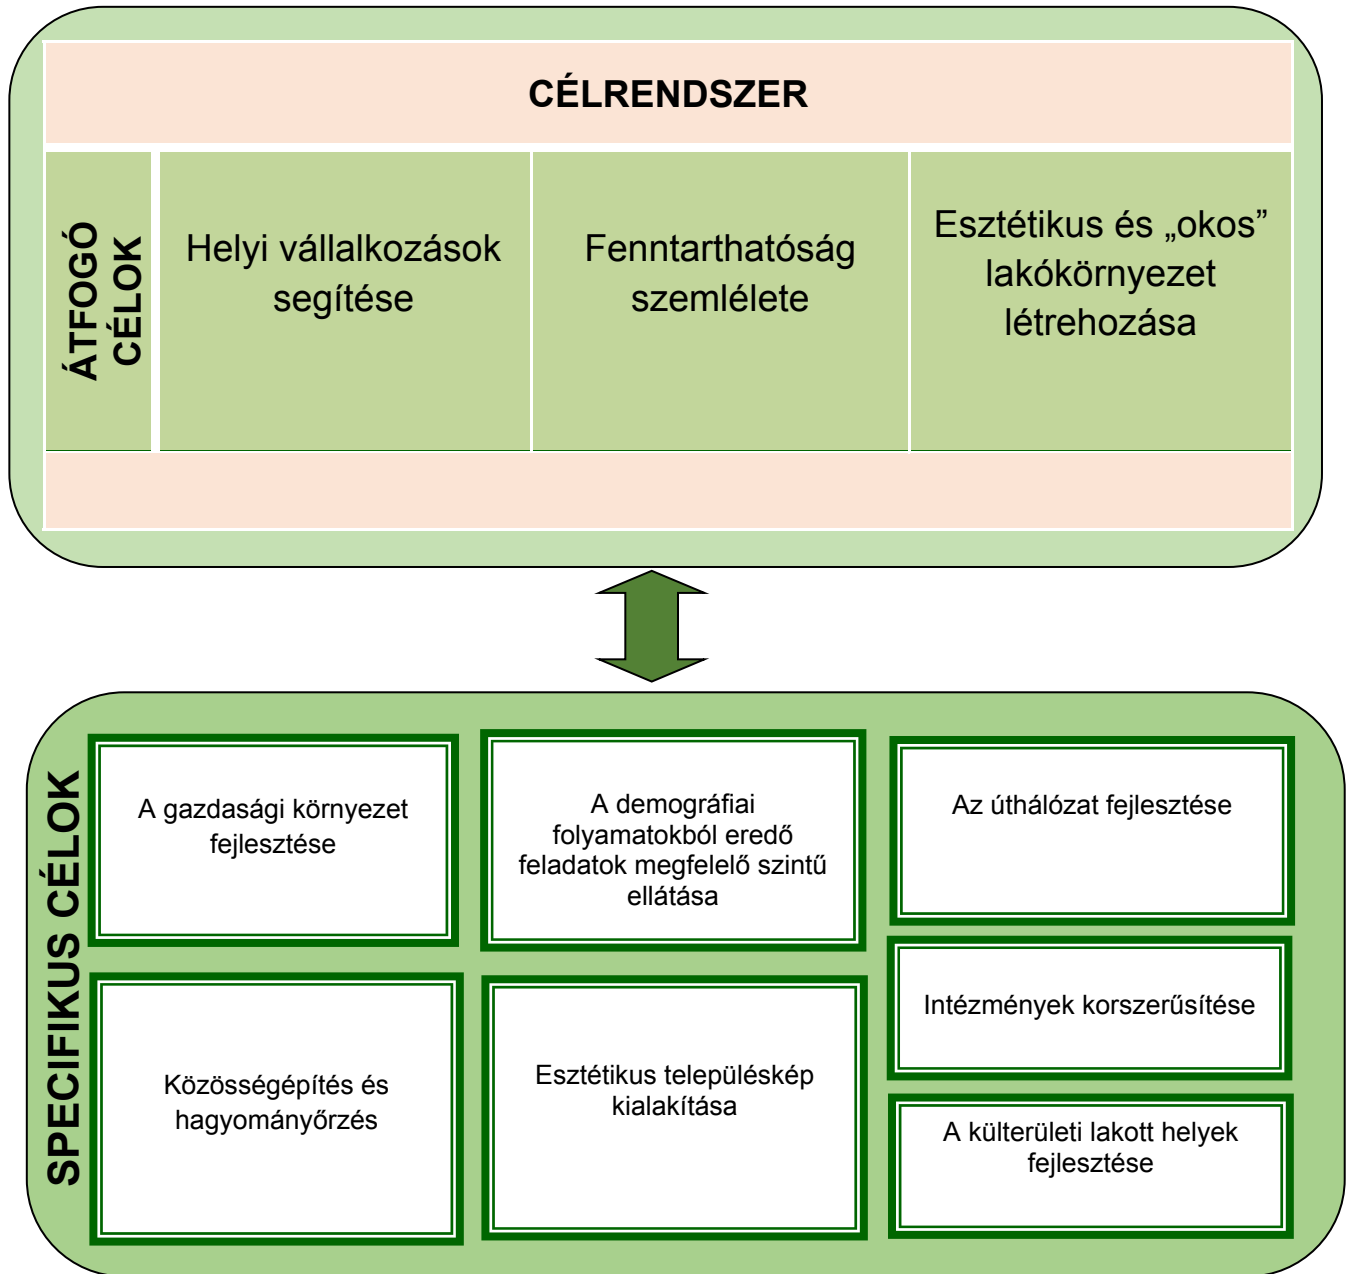 CÉLRENDSZER
ÁTFOGÓ
CÉLOK
Helyi vállalkozások
segítése
Fenntarthatóság
szemlélete
Esztétikus és „okos”
lakókörnyezet
létrehozása
SPECIFIKUS CÉLOK
A gazdasági környezet
fejlesztése
A demográfiai
folyamatokból eredő
feladatok megfelelő szintű
ellátása
Az úthálózat fejlesztése
Közösségépítés és
hagyományőrzés
Esztétikus településkép
kialakítása
Intézmények korszerűsítése
A külterületi lakott helyek
fejlesztése